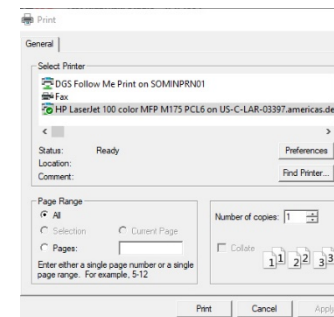 Print
General
Select Printer
DGS Follow Me Print on SOMINPRN01
Fax
HP LaserJet 100 color MFP M175 PCL6 on US-C-LAR-03397.americas.de
Status: Ready
Preferences
Location:
Comment:
Find Printer...
Page Range
All
Selection
Current Page
Pages:
Enter either a single page number or a single
page range. For example, 5-12
Number of copies: 1
Collate
11 22 33
Print
Cancel
Apply